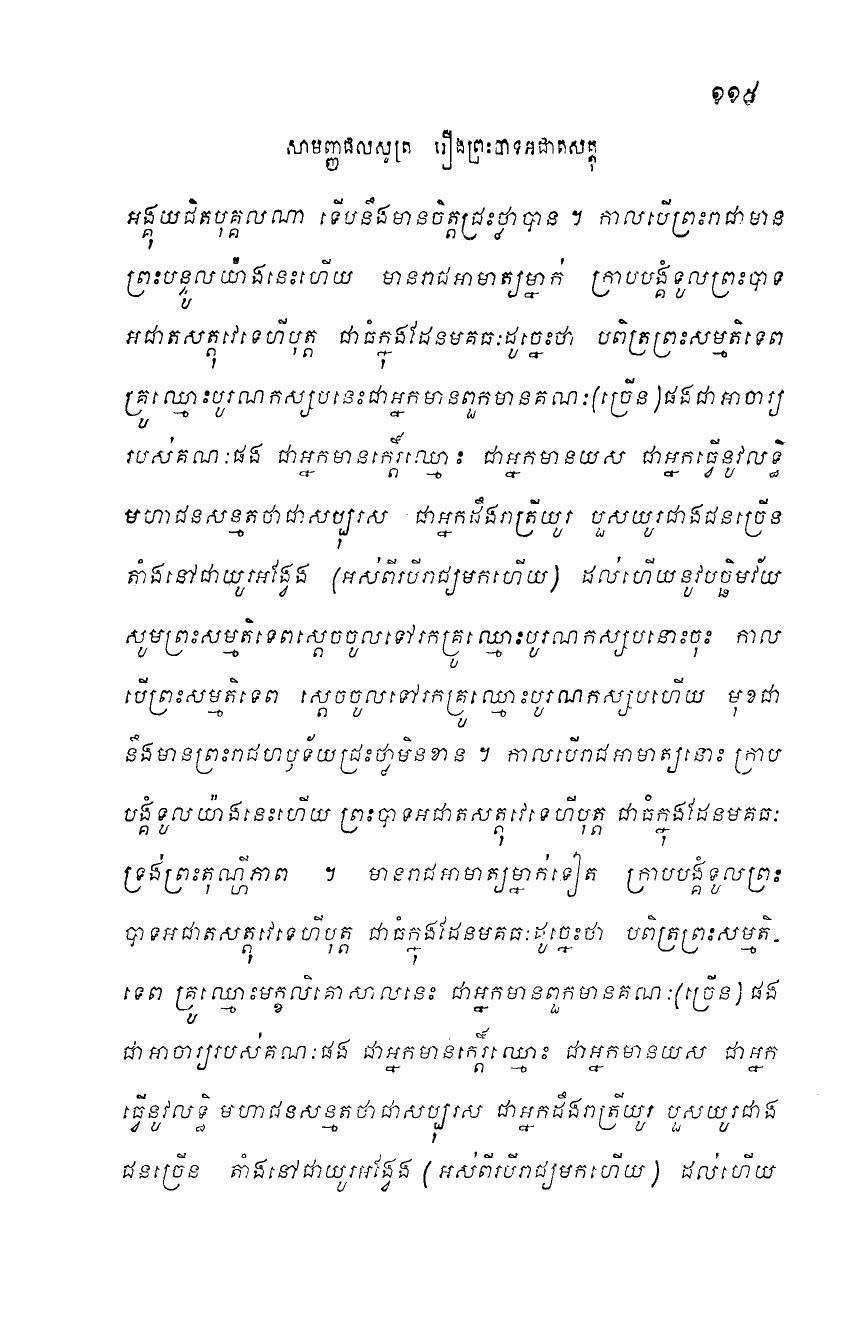 ១១៩
សាមញ្ញផលសូត្រ រឿងព្រះបាទអជាតសត្តុ
អង្គុយជិតបុគ្គលណា ទើបនឹងមានចិត្តជ្រះថ្លាបាន ។ កាលបើព្រះរាជាមាន
ព្រះបន្ទូលយ៉ាងនេះហើយ មានរាជអាមាត្យម្នាក់ ក្រាបបង្គំទូលព្រះបាទ
អជាតសត្តុវេទេហីបុត្ត ជាធំក្នុងដែនមគធៈដូច្នេះថា បពិត្រព្រះសម្មតិទេព
គ្រូឈ្មោះបូរណកស្សបនេះជាអ្នកមានពួកមានគណៈ(ច្រើន)ផងជាអាចារ្យ
របស់គណៈផង ជាអ្នកមានកេរ្តិ៍ឈ្មោះ ជាអ្នកមានយស ជាអ្នកធ្វើនូវលទ្ធិ
មហាជនសន្មតថាជាសប្បុរស ជាអ្នកដឹងរាត្រីយូរ បួសយូរជាងជនច្រើន
តាំងនៅជាយូរអង្វែង (អស់ពីរបីរាជ្យមកហើយ) ដល់ហើយនូវបច្ឆិមវ័យ
សូមព្រះសម្មតិទេពស្តេចចូលទៅរកគ្រូឈ្មោះបូរណកស្សបនោះចុះ កាល
បើព្រះសម្មតិទេព ស្តេចចូលទៅរកគ្រូឈ្មោះបូរណកស្សបហើយ មុខជា
នឹងមានព្រះរាជហឫទ័យជ្រះថ្លាមិនខាន ។ កាលបើរាជអាមាត្យនោះ ក្រាប
បង្គំទូលយ៉ាងនេះហើយ ព្រះបាទអជាតសត្តុវេទេហីបុត្ត ជាធំក្នុងដែនមគធៈ
ទ្រង់ព្រះតុណ្ហីភាព ។ មានរាជអាមាត្យម្នាក់ទៀត ក្រាបបង្គំទូលព្រះ
បាទអជាតសត្តុវេទេហីបុត្ត ជាធំក្នុងដែនមគធៈដូច្នេះថា បពិត្រព្រះសម្មតិ-
ទេព គ្រូឈ្មោះមក្ខលិគោសាលនេះ ជាអ្នកមានពួកមានគណៈ(ច្រើន)ផង
ជាអាចារ្យរបស់គណៈផង ជាអ្នកមានកេរ្តិ៍ឈ្មោះ ជាអ្នកមានយស ជាអ្នក
ធ្វើនូវលទ្ធិ មហាជនសន្មតថាជាសប្បុរស ជាអ្នកដឹងរាត្រីយូរ បួសយូរជាង
ជនច្រើន តាំងនៅជាយូរអង្វែង (អស់ពីរបីរាជ្យមកហើយ) ដល់ហើយ